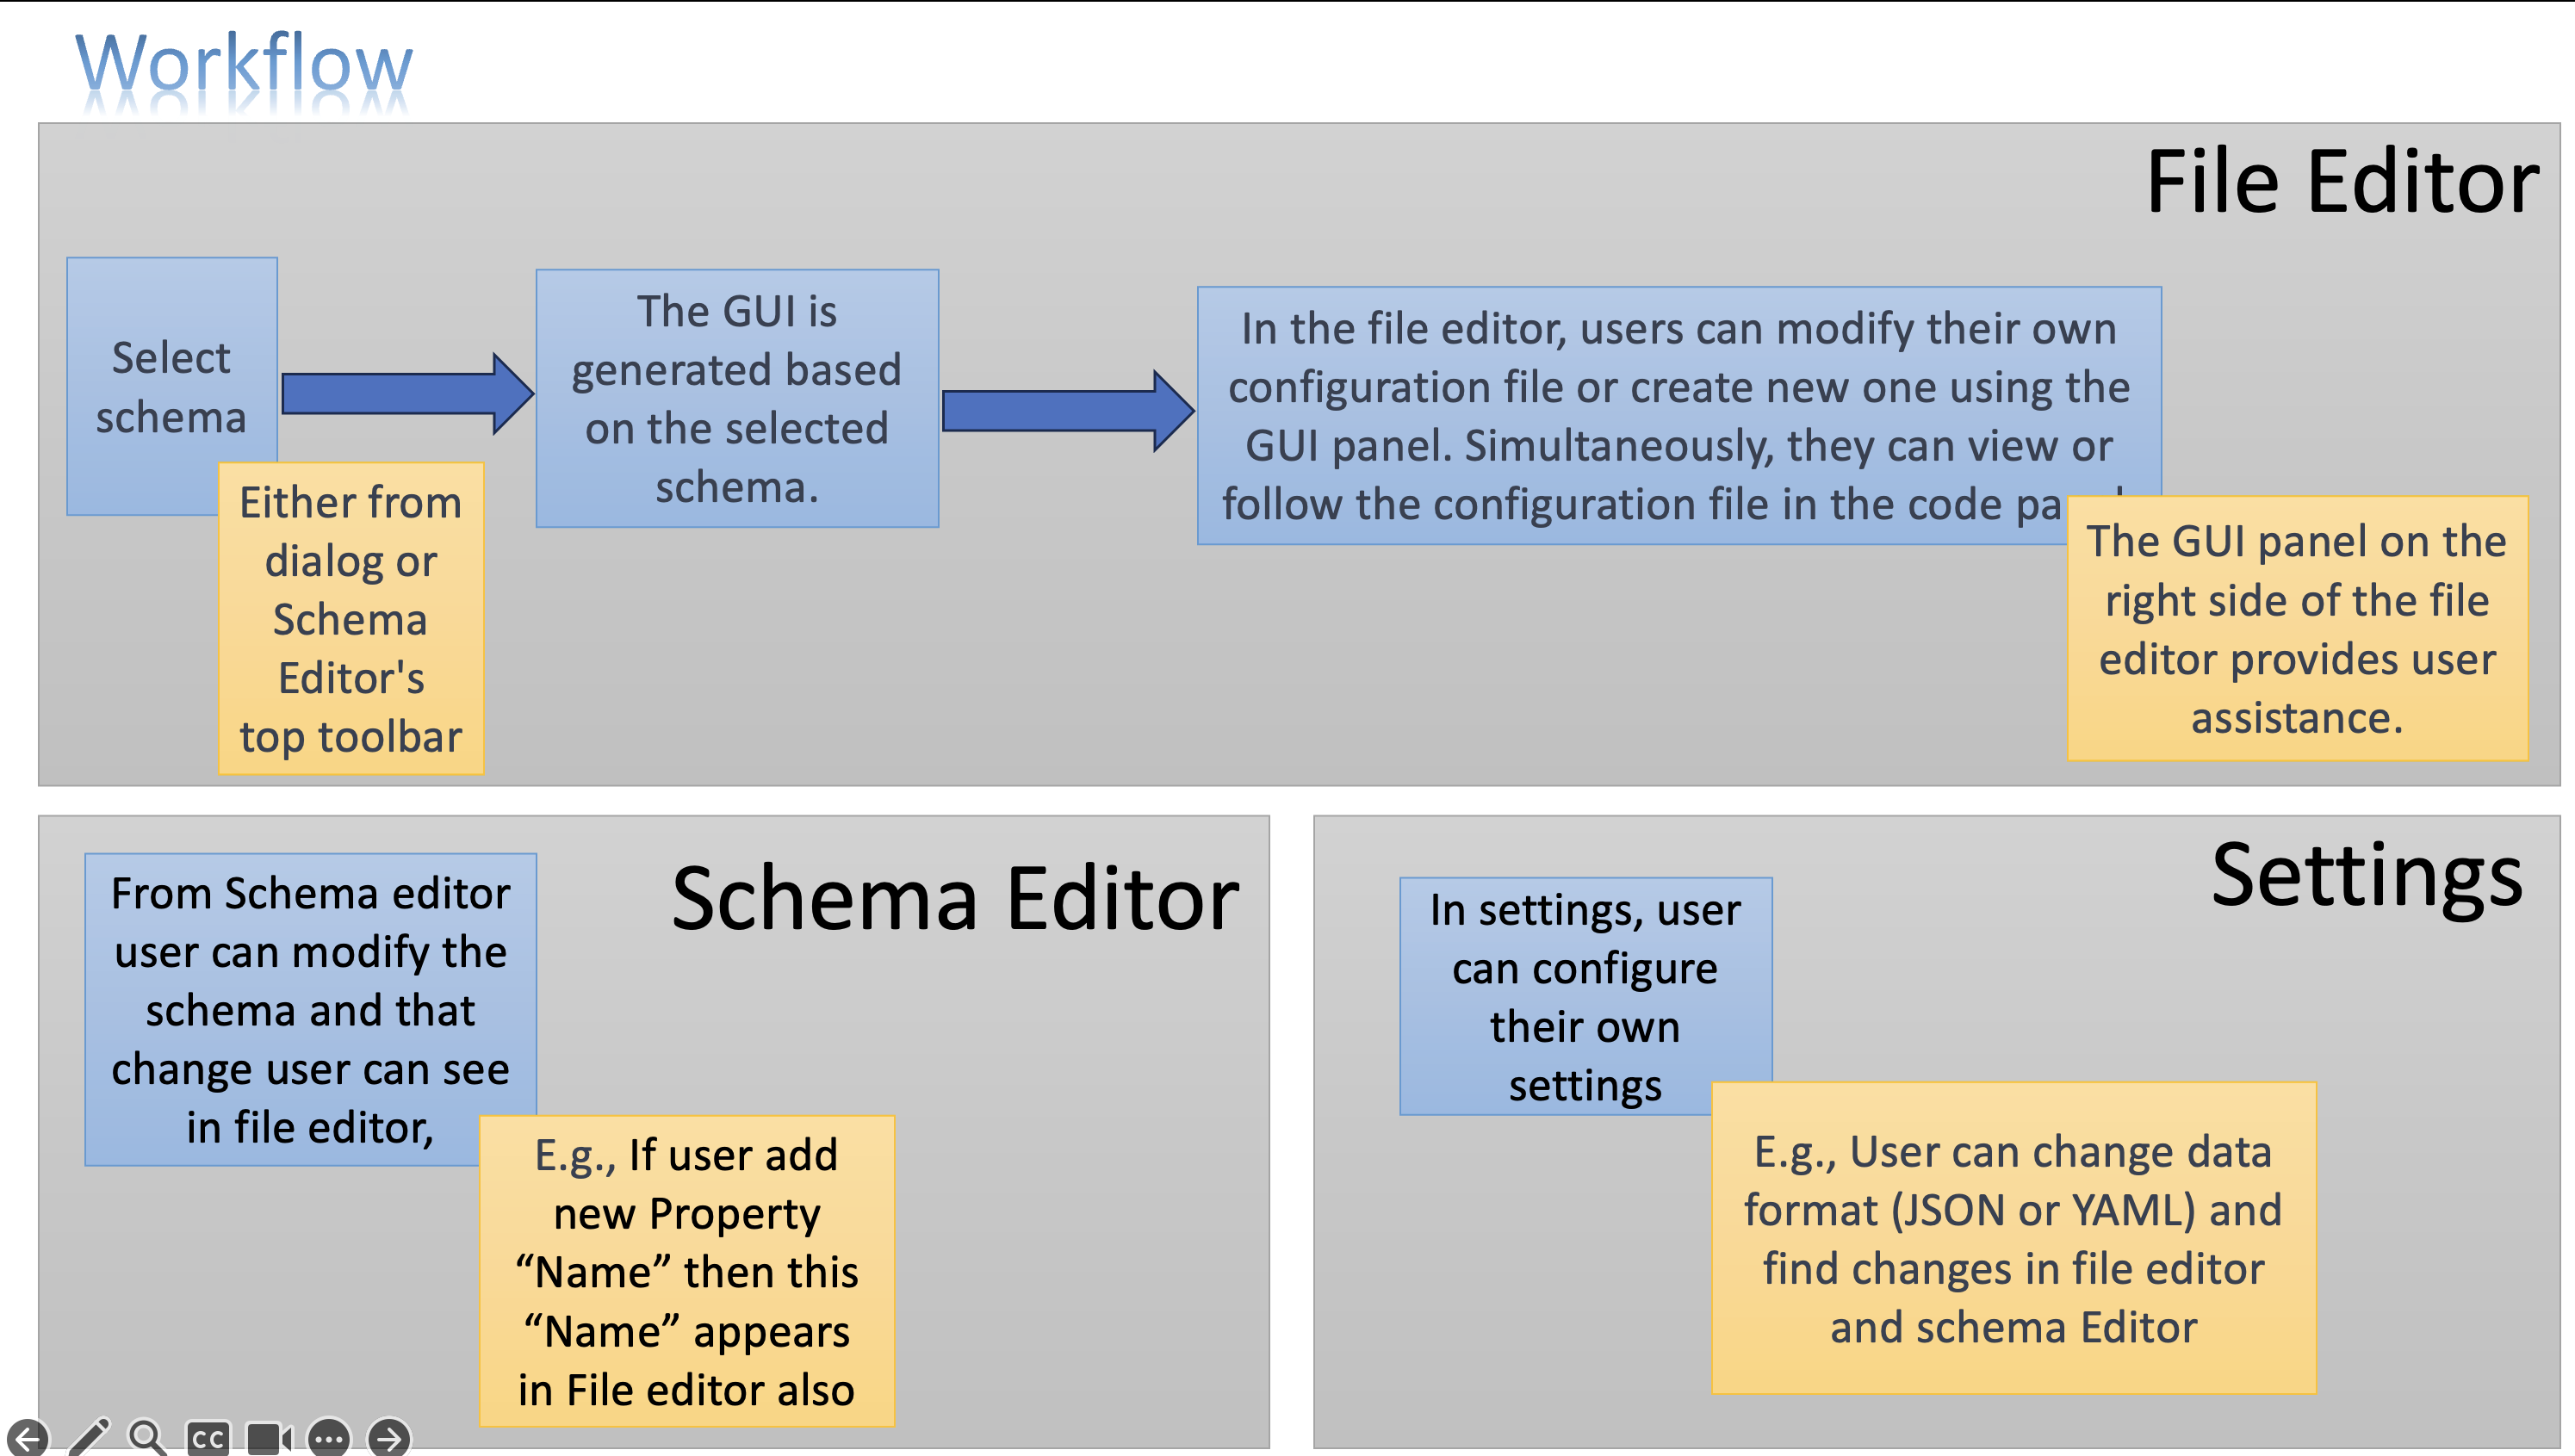 Workflow
File Editor
Select
schema
Either from
dialog or
Schema
Editor's
top toolbar
The GUI is
generated based
on the selected
schema.
In the file editor, users can modify their own
configuration file or create new one using the
GUI panel. Simultaneously, they can view or
follow the configuration file in the code
The GUI panel on the
right side of the file
editor provides user
assistance.
Schema Editor
From Schema editor
user can modify the
schema and that
change user can see
in file editor,
E.g., If user add
new Property
“Name” then this
“Name” appears
in File editor also
Settings
In settings, user
can configure
their own
settings
E.g., User can change data
format (JSON or YAML) and
find changes in file editor
and schema Editor
CC